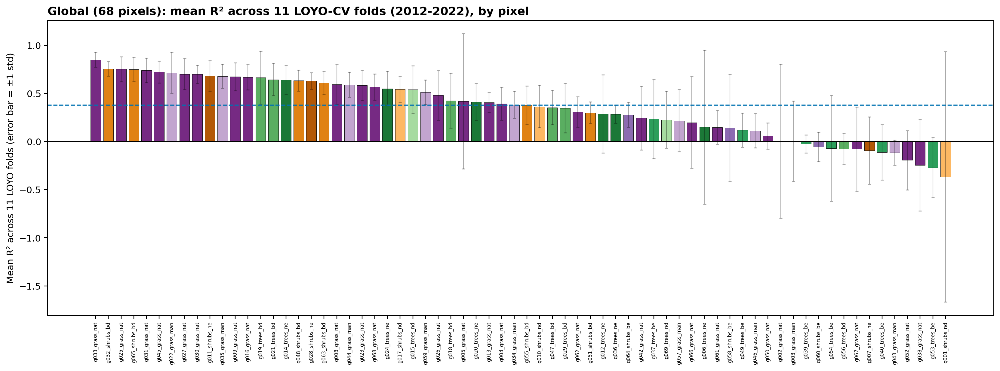 Global (68 pixels): mean R² across 11 LOYO-CV folds (2012-2022), by pixel
Mean R² across 11 LOYO folds (error bar = ±1 std)
1.0
0.5
0.0
−0.5
−1.0
−1.5
g033_grass_nat
g032_shrubs_bd
g025_grass_nat
g065_shrubs_bd
g031_grass_nat
g045_grass_nat
g022_grass_man
g027_grass_nat
g030_grass_nat
g011_shrubs_ne
g035_grass_man
g009_grass_nat
g016_grass_nat
g019_trees_bd
g021_trees_bd
g014_trees_ne
g048_shrubs_bd
g028_shrubs_ne
g063_shrubs_bd
g008_grass_nat
g044_grass_man
g023_grass_nat
g068_grass_nat
g024_trees_ne
g017_shrubs_nd
g015_trees_nd
g059_grass_man
g026_grass_nat
g018_trees_bd
g005_grass_nat
g020_trees_ne
g013_grass_nat
g004_grass_nat
g034_grass_man
g055_shrubs_bd
g010_shrubs_nd
g047_trees_bd
g029_trees_bd
g062_grass_nat
g051_shrubs_bd
g012_trees_ne
g036_trees_ne
g064_shrubs_be
g042_grass_nat
g037_trees_be
g069_trees_nd
g057_grass_man
g066_grass_nat
g006_trees_ne
g061_grass_nat
g058_shrubs_be
g049_trees_be
g046_grass_man
g050_grass_nat
g002_grass_nat
g003_grass_man
g039_trees_be
g060_shrubs_be
g054_trees_be
g056_trees_bd
g067_grass_nat
g007_shrubs_ne
g040_trees_be
g043_grass_man
g052_grass_nat
g038_grass_nat
g053_trees_be
g001_shrubs_nd